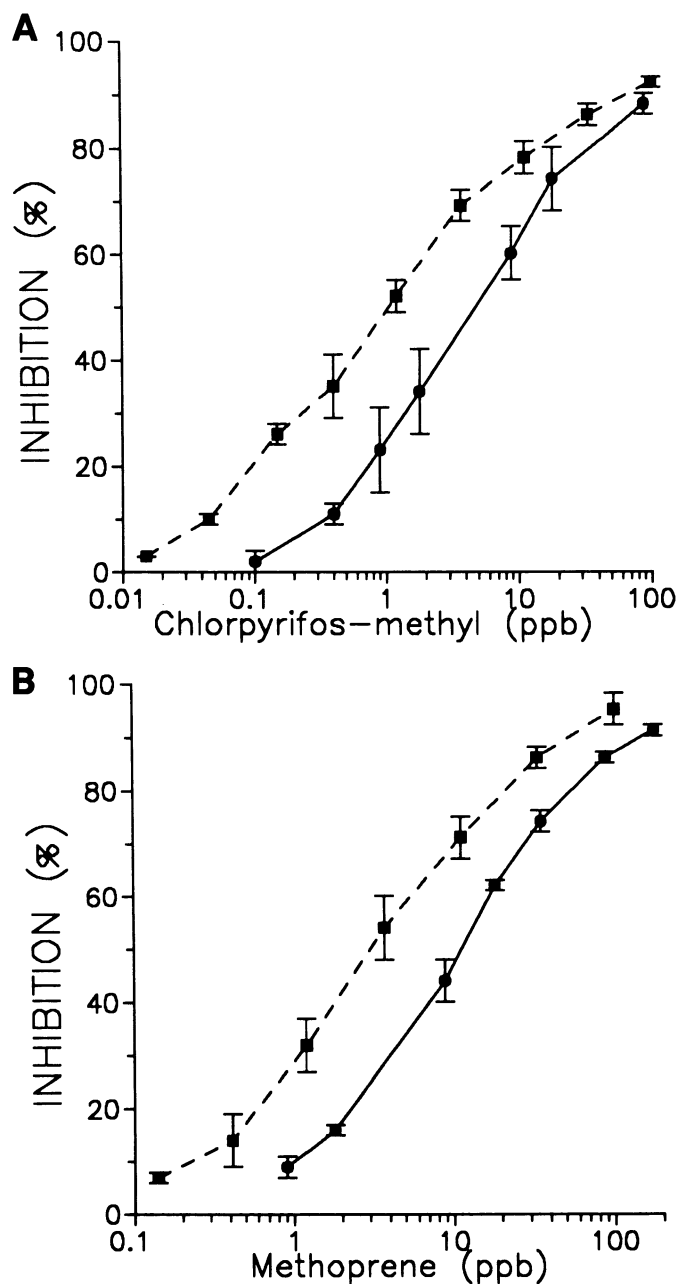 A
100
80
60
40
20
0
INHIBITION (%)
0.01 0.1 1 10 100
Chlorpyrifos-methyl (ppb)
B
100
80
60
40
20
0
INHIBITION (%)
0.1 1 10 100
Methoprene (ppb)